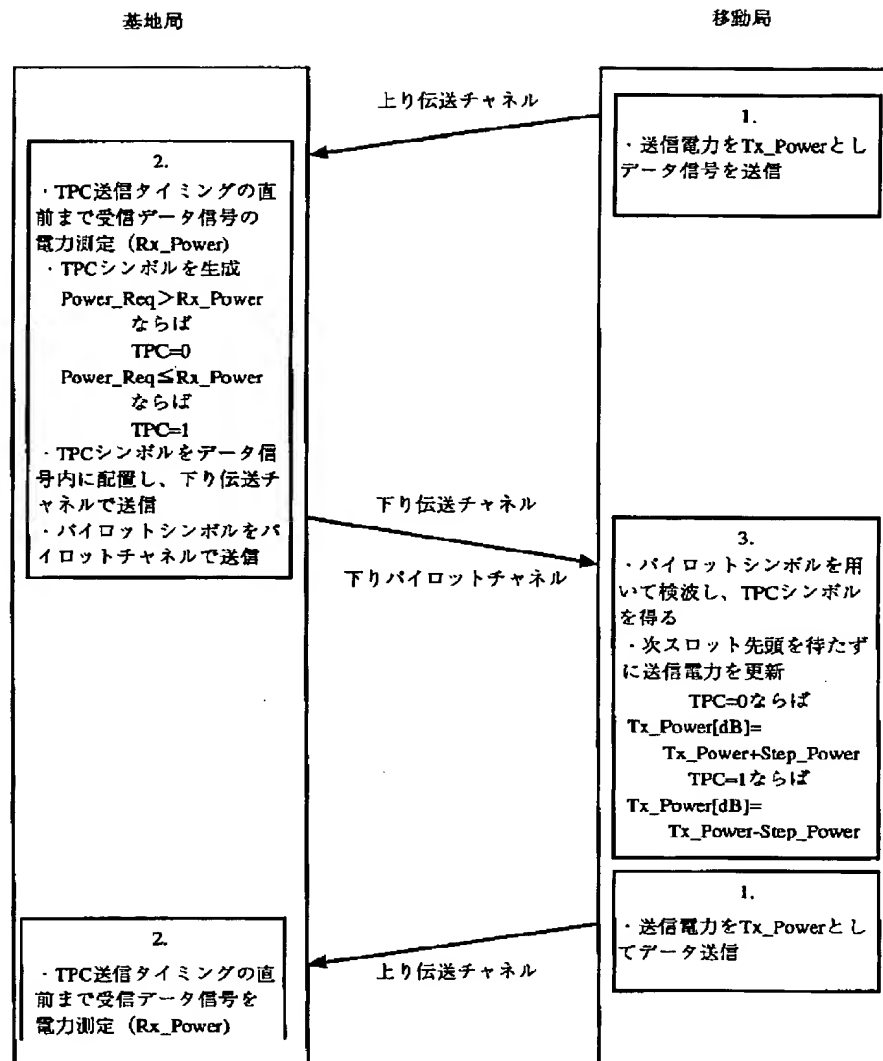 基地局
移動局
上り伝送チャネル
1.
・送信電力をTx_Powerとし
データ信号を送信
2.
・TPC送信タイミングの直
前まで受信データ信号の
電力測定（Rx_Power)
・TPCシンボルを生成
Power_Req＞Rx_Power
ならば
TPC=0
Power_Req≦Rx_Power
ならば
TPC=1
・TPCシンボルをデータ信
号内に配置し、下り伝送チ
ャネルで送信
・パイロットシンボルをパ
イロットチャネルで送信
下り伝送チャネル
下りパイロットチャネル
3.
・パイロットシンボルを用
いて検波し、TPCシンボル
を得る
・次スロット先頭を待たず
に送信電力を更新
TPC=0ならば
Tx_Power[dB]=
Tx_Power+Step_Power
TPC=1ならば
Tx_Power[dB]=
Tx_Power-Step_Power
1.
・送信電力をTx_Powerとし
てデータ送信
上り伝送チャネル
2.
・TPC送信タイミングの直
前まで受信データ信号を
電力測定（Rx_Power)